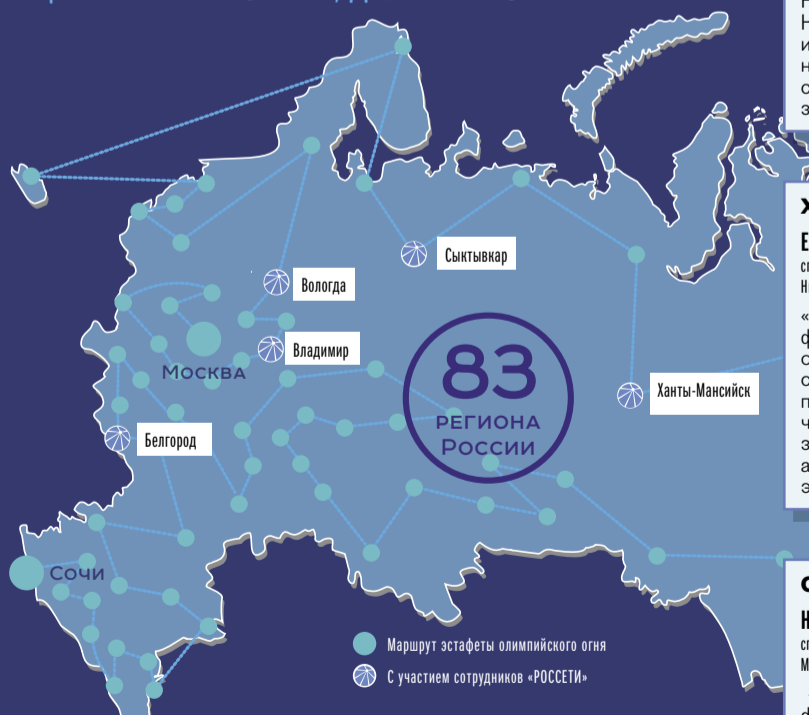 Сыктывкар
Вологда
Владимир
Москва
83
региона
России
Ханты-Мансийск
Белгород
Сочи
Маршрут эстафеты олимпийского огня
С участием сотрудников «РОССЕТИ»